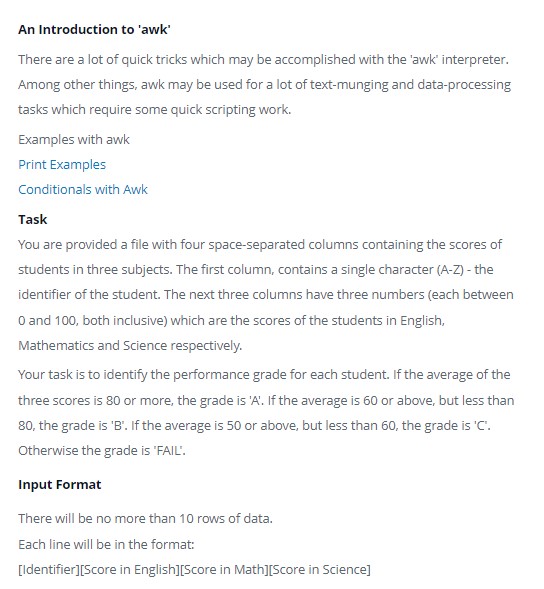 An Introduction to 'awk'
There are a lot of quick tricks which may be accomplished with the 'awk' interpreter.
Among other things, awk may be used for a lot of text-munging and data-processing
tasks which require some quick scripting work.
Examples with awk
Print Examples
Conditionals with Awk
Task
You are provided a file with four space-separated columns containing the scores of
students in three subjects. The first column, contains a single character (A-Z) - the
identifier of the student. The next three columns have three numbers (each between
0 and 100, both inclusive) which are the scores of the students in English,
Mathematics and Science respectively.
Your task is to identify the performance grade for each student. If the average of the
three scores is 80 or more, the grade is 'A'. If the average is 60 or above, but less than
80, the grade is 'B'. If the average is 50 or above, but less than 60, the grade is 'C'.
Otherwise the grade is 'FAIL'.
Input Format
There will be no more than 10 rows of data.
Each line will be in the format:
[Identifier][Score in English][Score in Math][Score in Science]